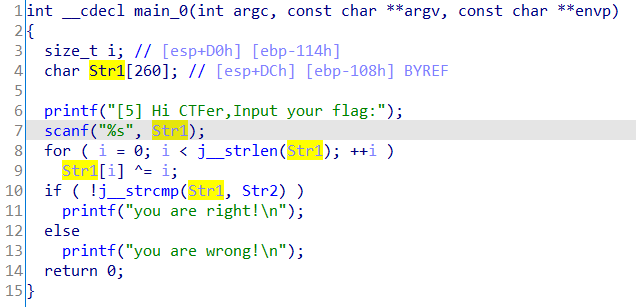 1 int __cdecl main_0(int argc, const char **argv, const char **envp)
2 {
3   size_t i; // [esp+D0h] [ebp-114h]
4   char Str1[260]; // [esp+DCh] [ebp-108h] BYREF
5
6   printf("[5] Hi CTFer,Input your flag:");
7   scanf("%s", Str1);
8   for ( i = 0; i < j__strlen(Str1); ++i )
9     Str1[i] ^= i;
10   if ( !j__strcmp(Str1, Str2) )
11     printf("you are right!\n");
12   else
13     printf("you are wrong!\n");
14   return 0;
15 }